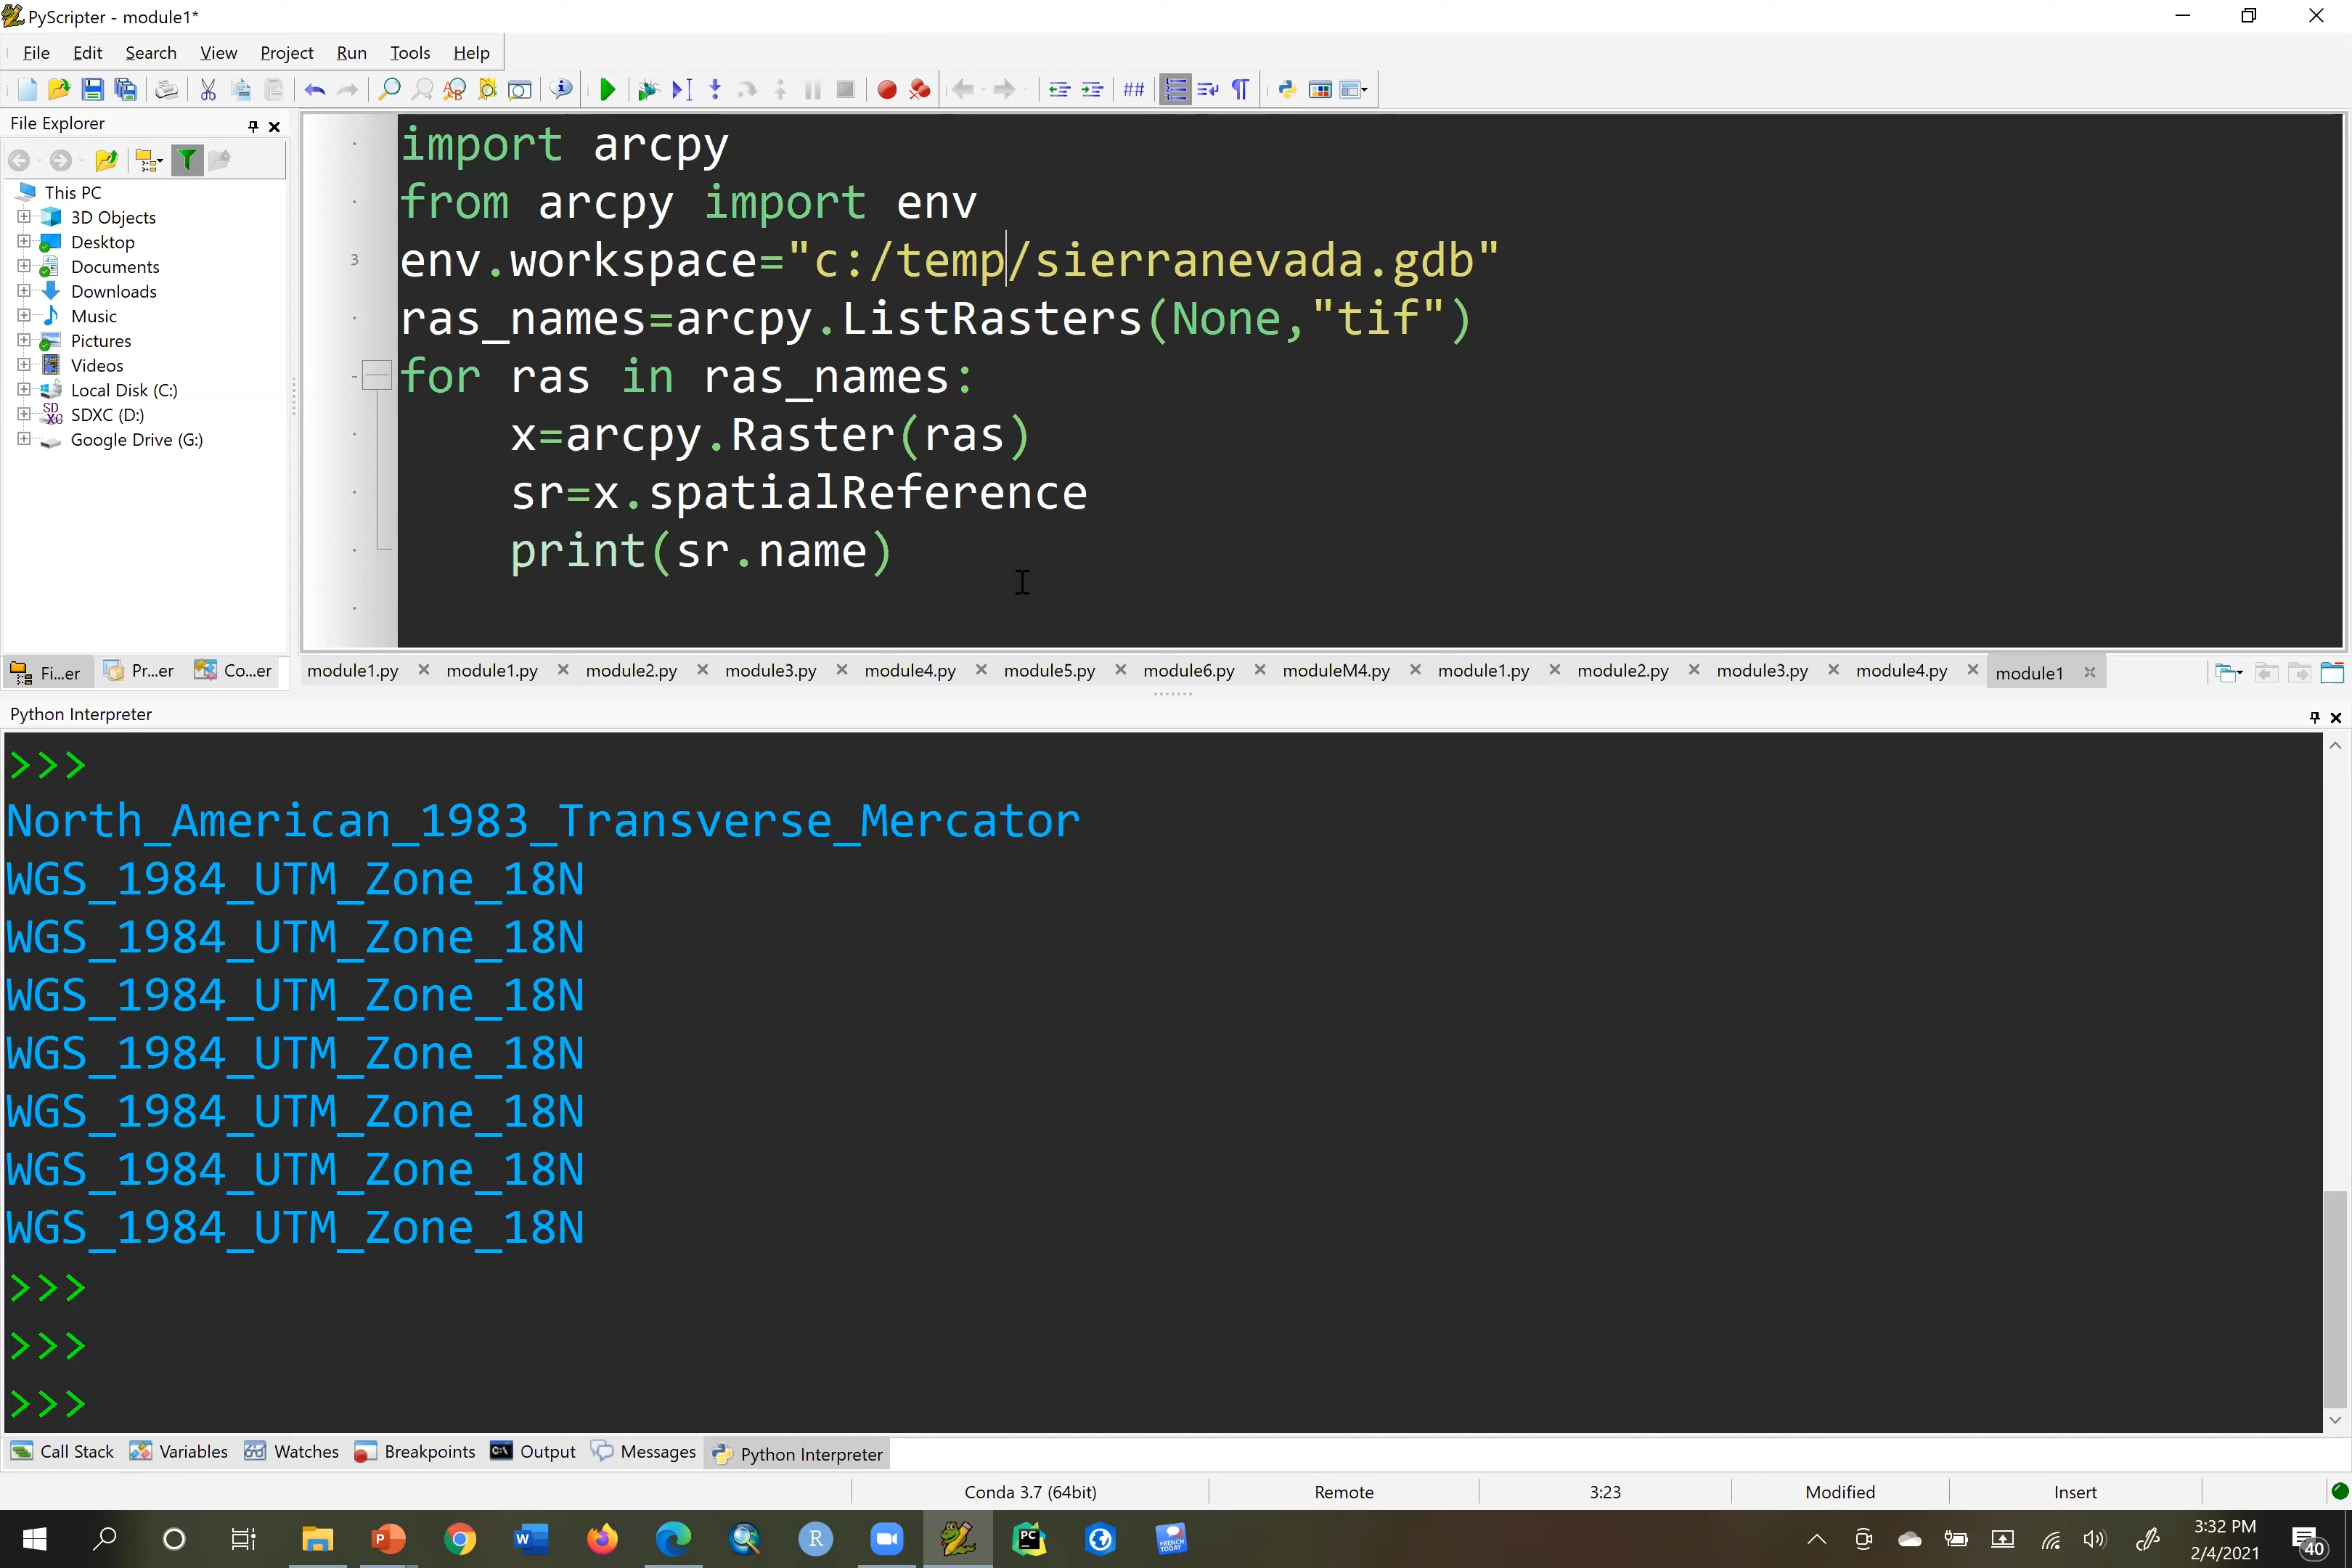 PyScripter - module1*
File Edit Search View Project Run Tools Help
File Explorer
This PC
3D Objects
Desktop
Documents
Downloads
Music
Pictures
Videos
Local Disk (C:)
SDXC (D:)
Google Drive (G:)
Fi...er Pr...er Co...er
import arcpy
from arcpy import env
3 env.workspace="c:/temp/sierranevada.gdb"
ras_names=arcpy.ListRasters(None,"tif")
for ras in ras_names:
    x=arcpy.Raster(ras)
    sr=x.spatialReference
    print(sr.name)
module1.py module1.py module2.py module3.py module4.py module5.py module6.py moduleM4.py module1.py module2.py module3.py module4.py module1
Python Interpreter
>>>
North_American_1983_Transverse_Mercator
WGS_1984_UTM_Zone_18N
WGS_1984_UTM_Zone_18N
WGS_1984_UTM_Zone_18N
WGS_1984_UTM_Zone_18N
WGS_1984_UTM_Zone_18N
WGS_1984_UTM_Zone_18N
WGS_1984_UTM_Zone_18N
>>>
>>>
>>>
Call Stack Variables Watches Breakpoints Output Messages Python Interpreter
Conda 3.7 (64bit) Remote 3:23 Modified Insert
3:32 PM
2/4/2021
40